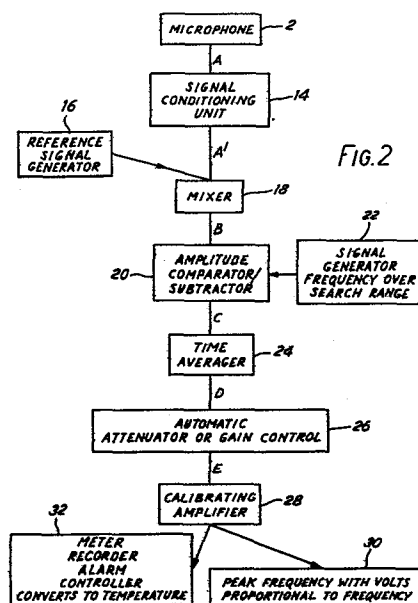 MICROPHONE
2
A
SIGNAL
CONDITIONING
UNIT
14
16
REFERENCE
SIGNAL
GENERATOR
A'
FIG.2
MIXER
18
B
22
20
AMPLITUDE
COMPARATOR/
SUBTRACTOR
SIGNAL
GENERATOR
FREQUENCY OVER
SEARCH RANGE
C
TIME
AVERAGER
24
D
AUTOMATIC
ATTENUATOR OR GAIN CONTROL
26
E
CALIBRATING
AMPLIFIER
28
32
METER
RECORDER
ALARM
CONTROLLER
CONVERTS TO TEMPERATURE
30
PEAK FREQUENCY WITH VOLTS
PROPORTIONAL TO FREQUENCY